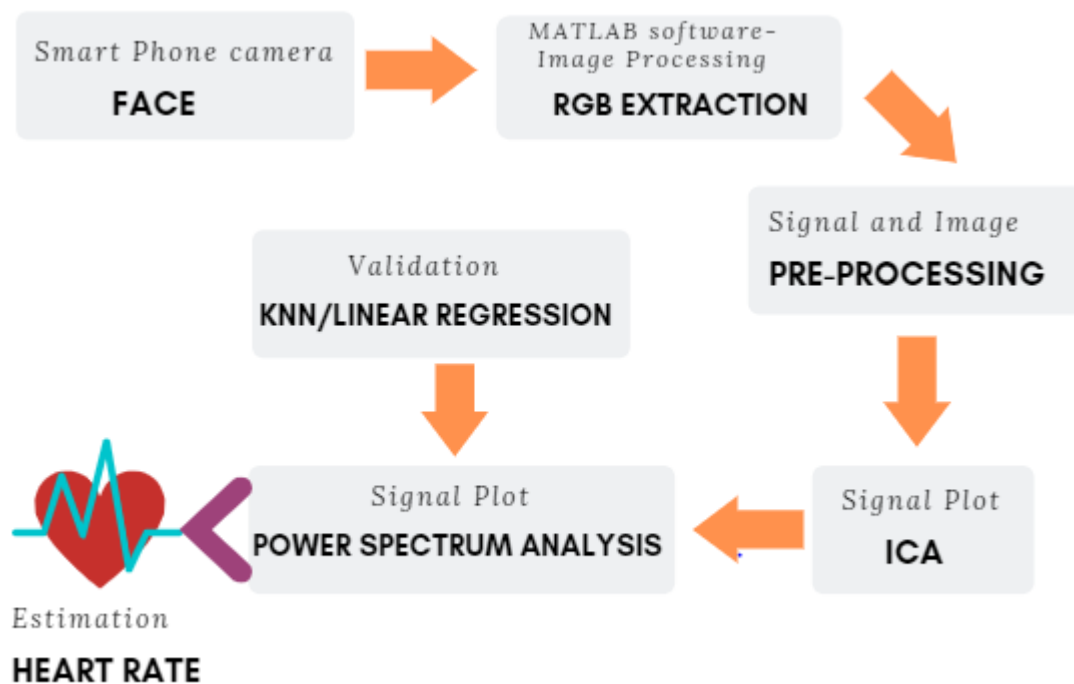 Smart Phone camera
FACE
MATLAB software-
Image Processing
RGB EXTRACTION
Signal and Image
PRE-PROCESSING
Validation
KNN/LINEAR REGRESSION
Signal Plot
ICA
Signal Plot
POWER SPECTRUM ANALYSIS
Estimation
HEART RATE